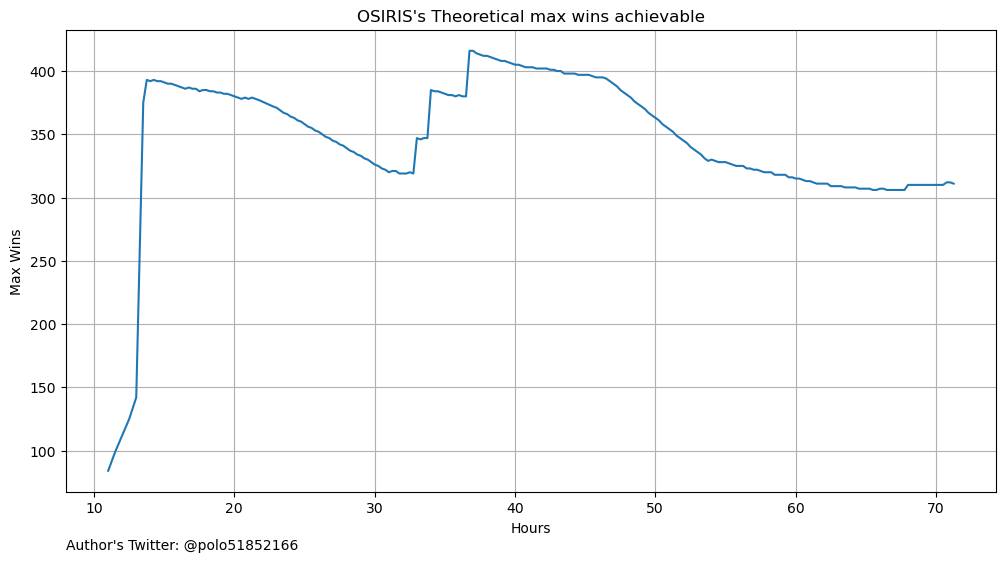 OSIRIS's Theoretical max wins achievable
400
350
300
250
200
150
100
Max Wins
10 20 30 40 50 60 70
Hours
Author's Twitter: @polo51852166